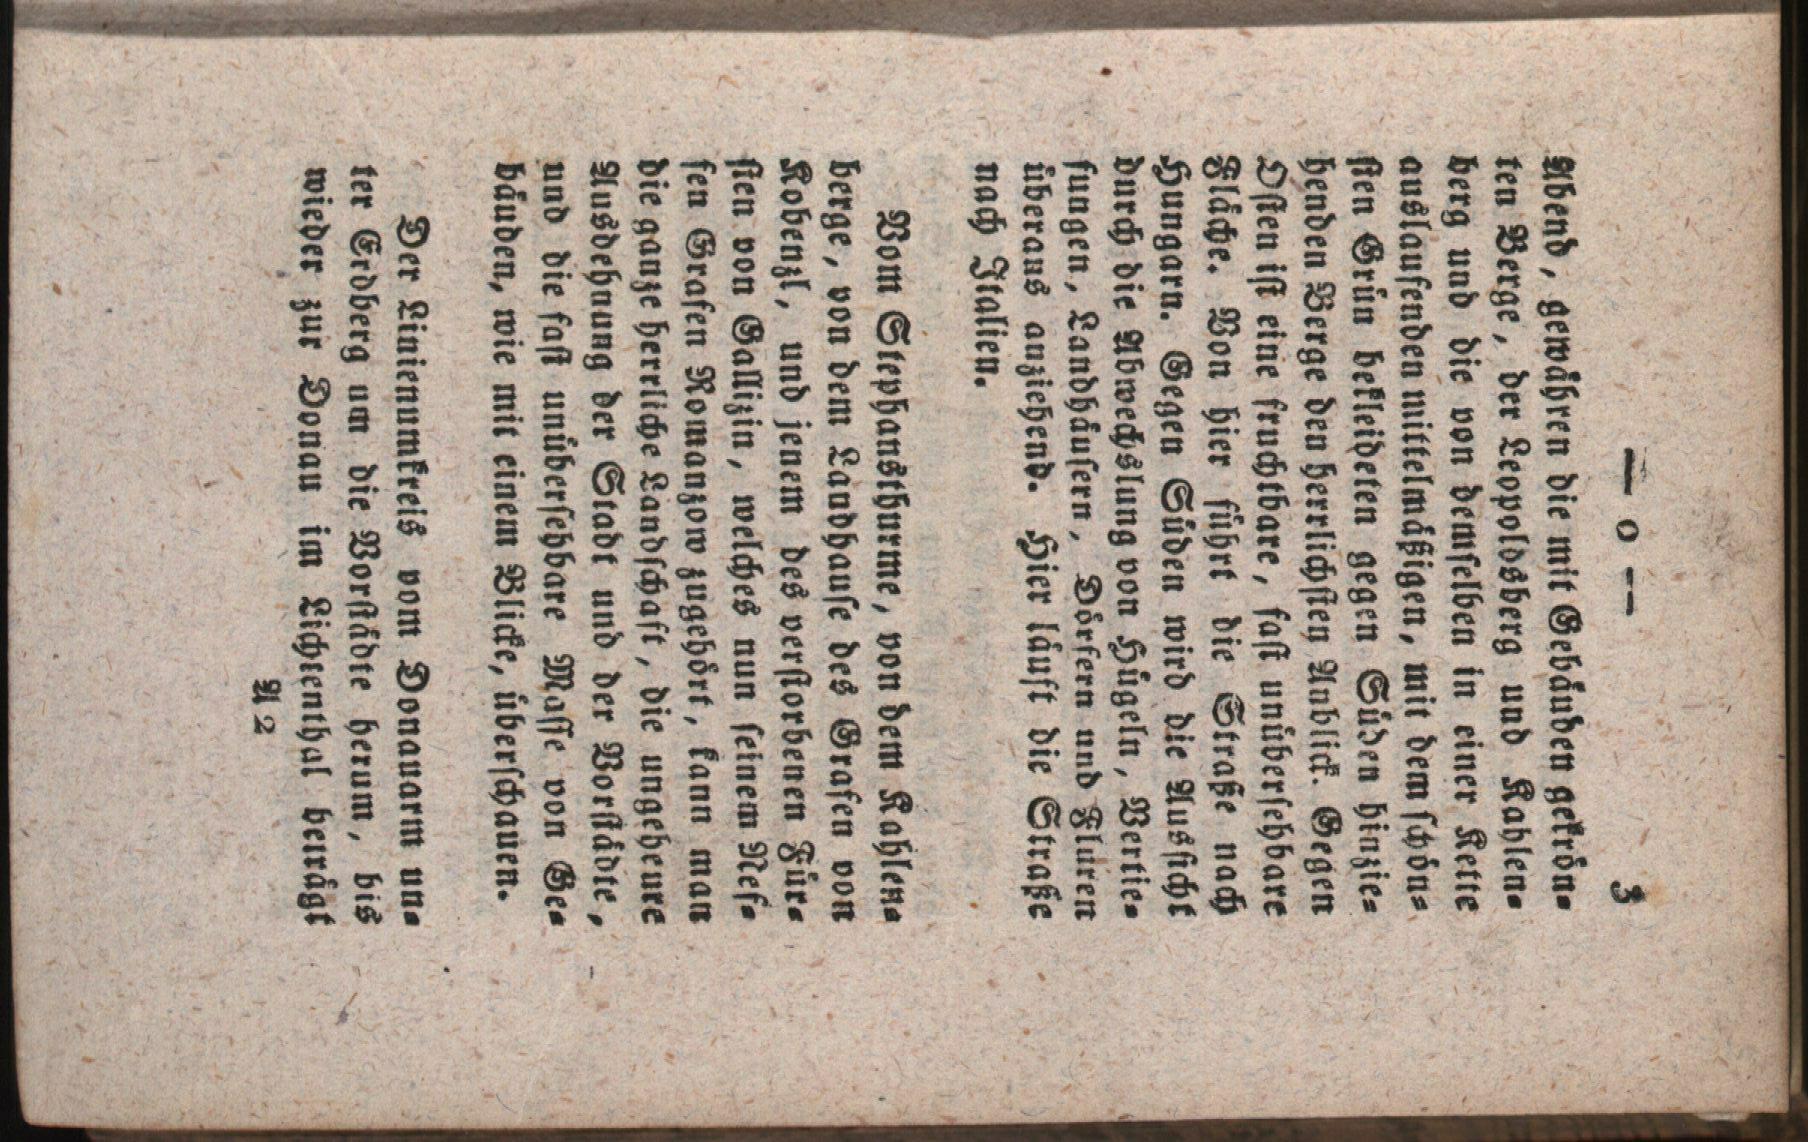 — o — 3
Abend, gewähren die mit Gebäuden gekrön-
ten Berge, der Leopoldsberg und Kahlen-
berg und die von demselben in einer Kette
auslaufenden mittelmäßigen, mit dem schön-
sten Grün bekleideten gegen Süden hinzie-
henden Berge den herrlichsten Anblick. Gegen
Osten ist eine fruchtbare, fast unübersehbare
Fläche. Von hier führt die Straße nach
Hungarn. Gegen Süden wird die Aussicht
durch die Abwechslung von Hügeln, Vertie-
fungen, Landhäusern, Dörfern und Fluren
überaus anziehend. Hier läuft die Straße
nach Italien.
Vom Stephansthurme, von dem Kahlen-
berge, von dem Landhause des Grafen von
Kobenzl, und jenem des verstorbenen Für-
sten von Gallizin, welches nun seinem Nef-
fen Grafen Romanzow zugehört, kann man
die ganze herrliche Landschaft, die ungeheure
Ausdehnung der Stadt und der Vorstädte,
und die fast unübersehbare Masse von Ge-
bäuden, wie mit einem Blicke, überschauen.
Der Linienumkreis vom Donauarm un-
ter Erdberg um die Vorstädte herum, bis
wieder zur Donau im Lichtenthal beträgt
A 2